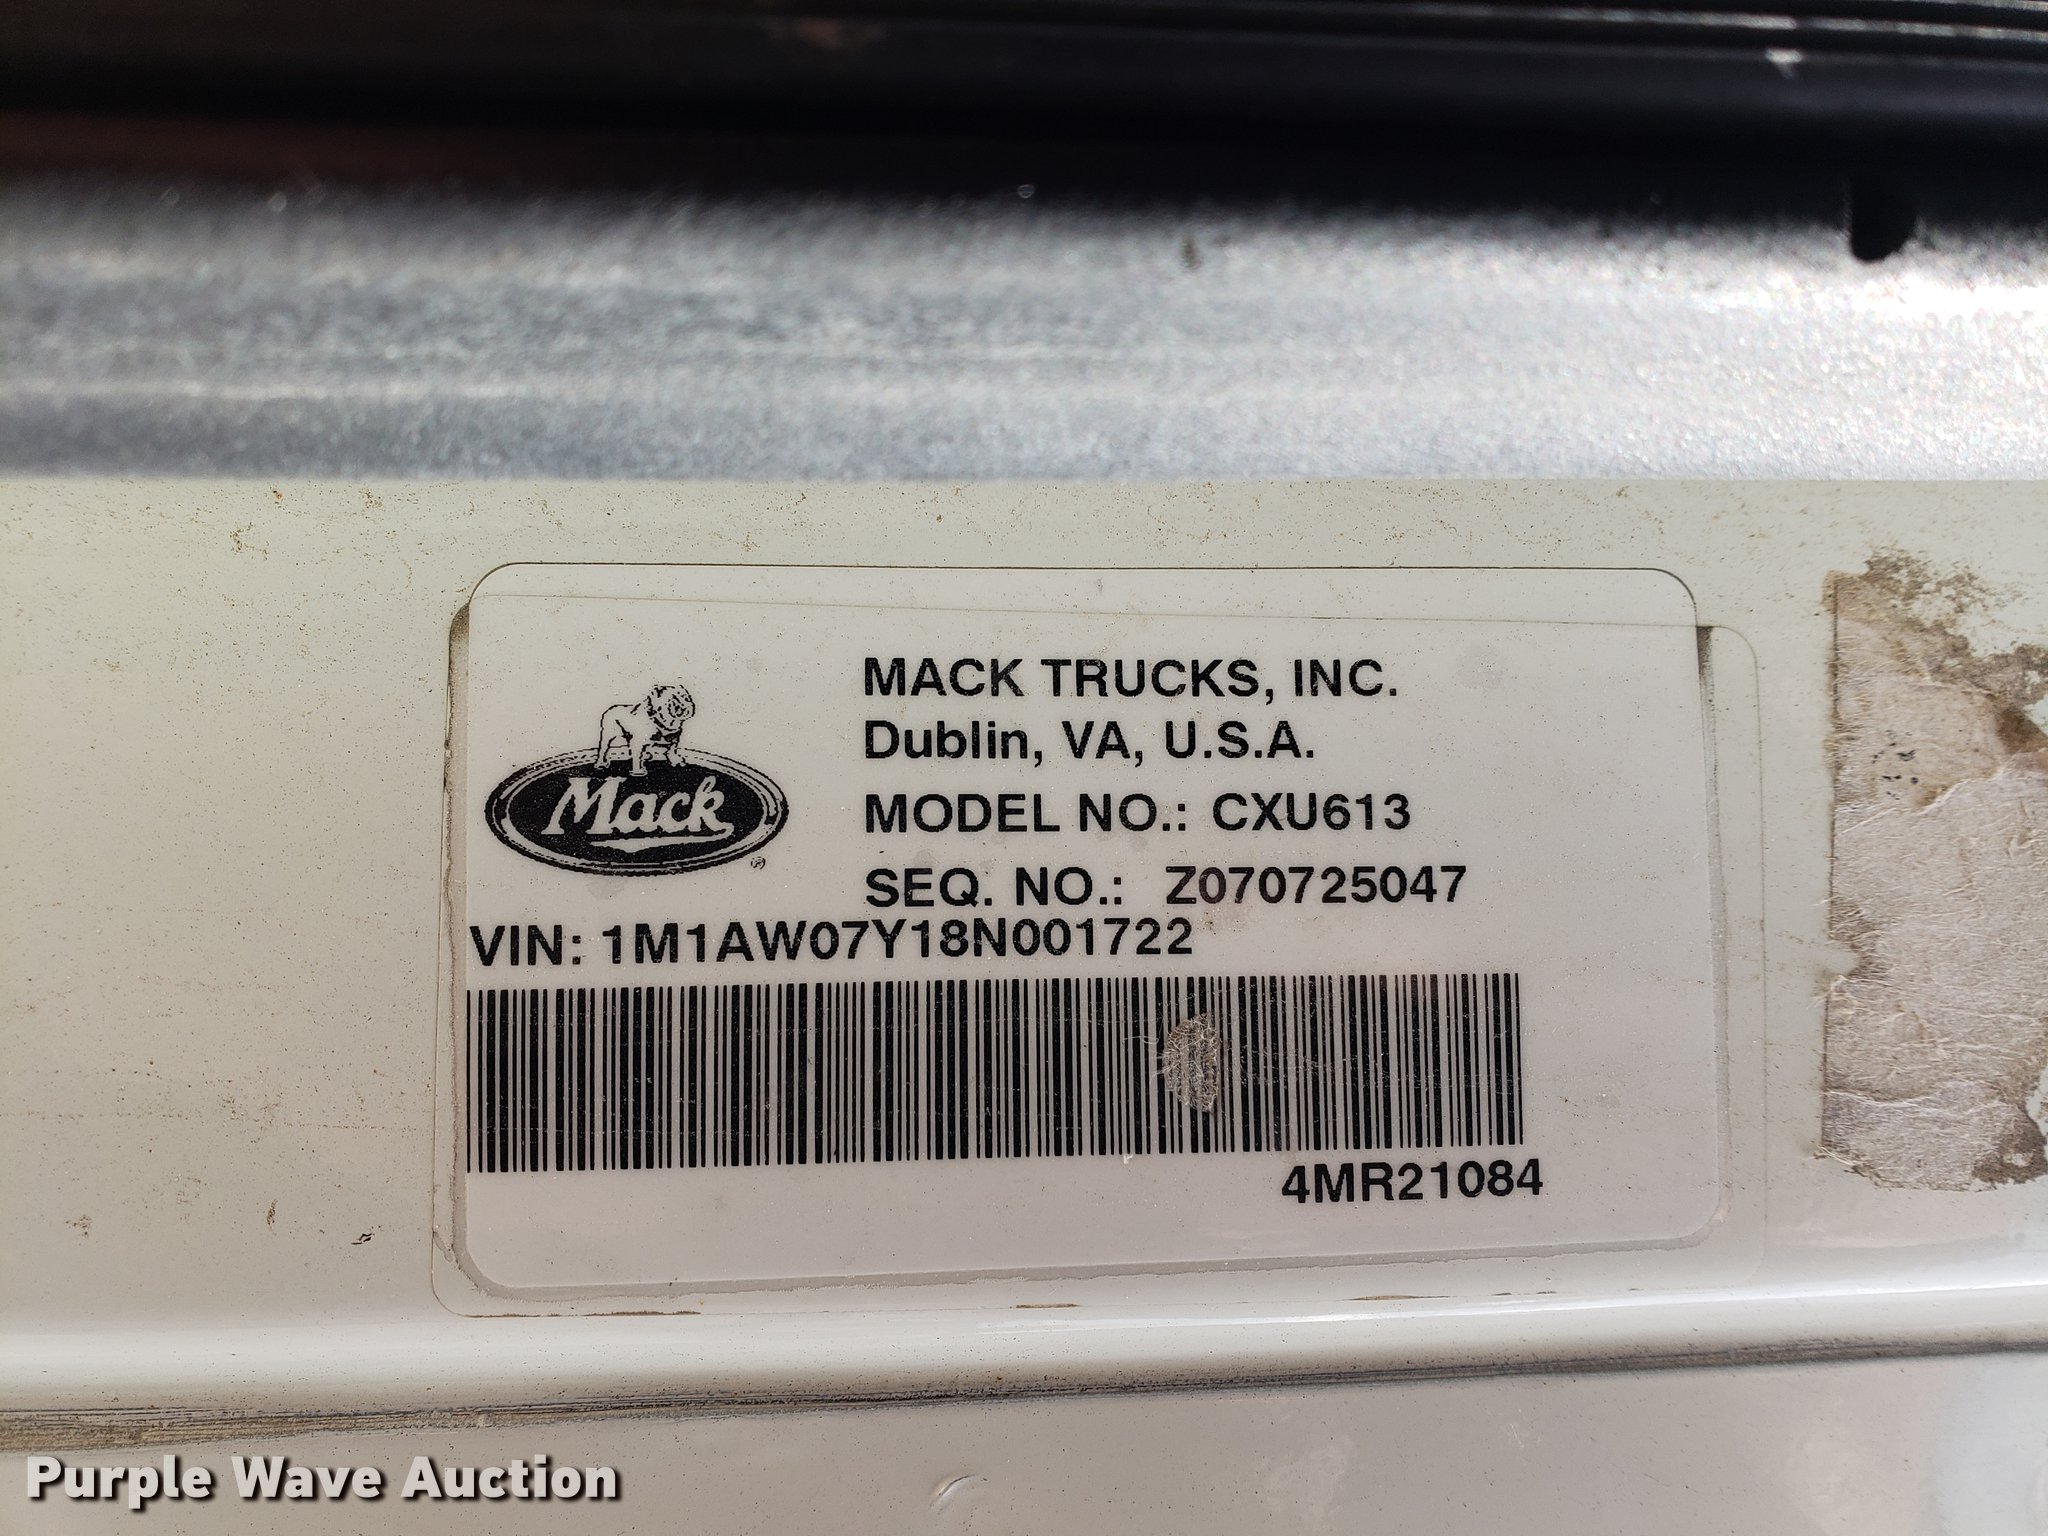 Mack
®
MACK TRUCKS, INC.
Dublin, VA, U.S.A.
MODEL NO.: CXU613
SEQ. NO.: Z070725047
VIN: 1M1AW07Y18N001722
4MR21084
Purple Wave Auction